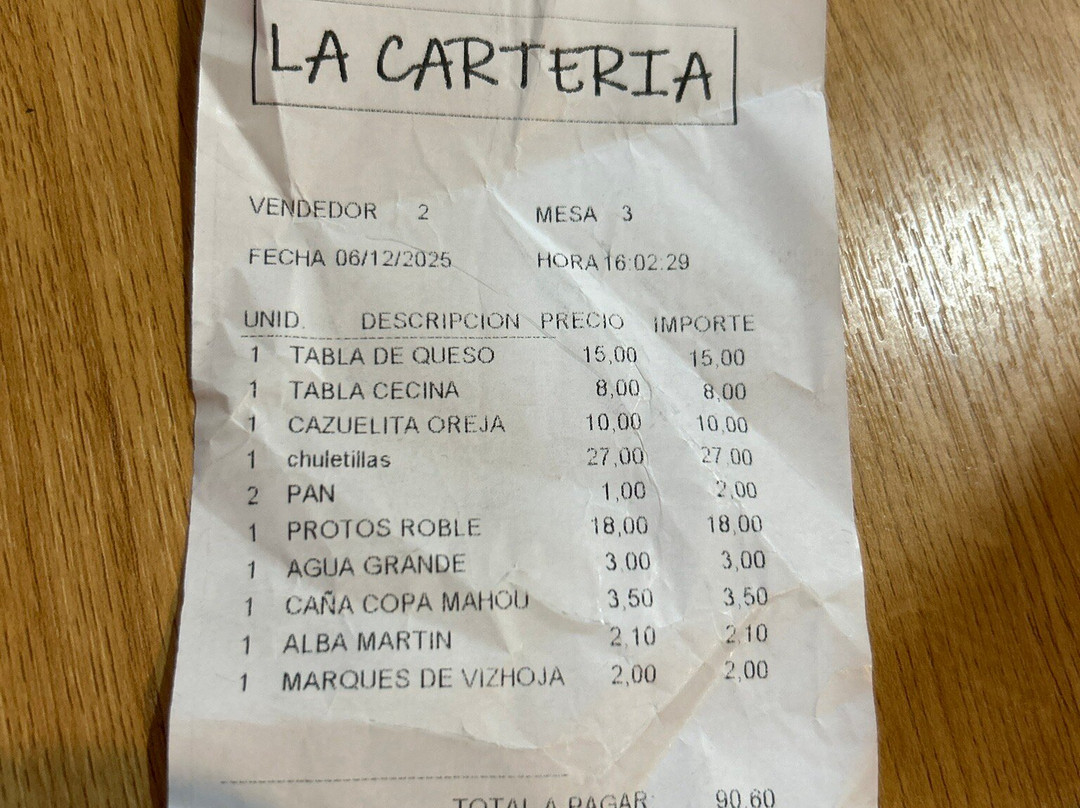 LA CARTERIA
VENDEDOR 2 MESA 3
FECHA 06/12/2025 HORA 16:02:29
UNID. DESCRIPCION PRECIO IMPORTE
1 TABLA DE QUESO 15,00 15,00
1 TABLA CECINA 8,00 8,00
1 CAZUELITA OREJA 10,00 10,00
1 chuletillas 27,00 27,00
2 PAN 1,00 2,00
1 PROTOS ROBLE 18,00 18,00
1 AGUA GRANDE 3,00 3,00
1 CAÑA COPA MAHOU 3,50 3,50
1 ALBA MARTIN 2,10 2,10
1 MARQUES DE VIZHOJA 2,00 2,00
TOTAL A PAGAR 90,60